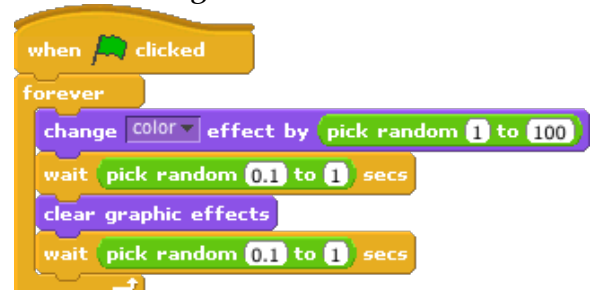 when clicked
forever
change color effect by pick random 1 to 100
wait pick random 0.1 to 1 secs
clear graphic effects
wait pick random 0.1 to 1 secs